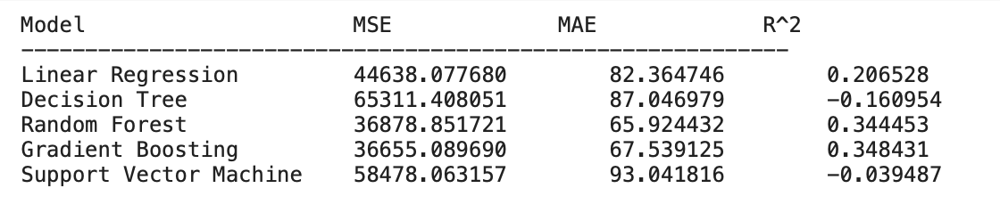 Model MSE MAE R^2
------------------------------------------------------------
Linear Regression 44638.077680 82.364746 0.206528
Decision Tree 65311.408051 87.046979 -0.160954
Random Forest 36878.851721 65.924432 0.344453
Gradient Boosting 36655.089690 67.539125 0.348431
Support Vector Machine 58478.063157 93.041816 -0.039487